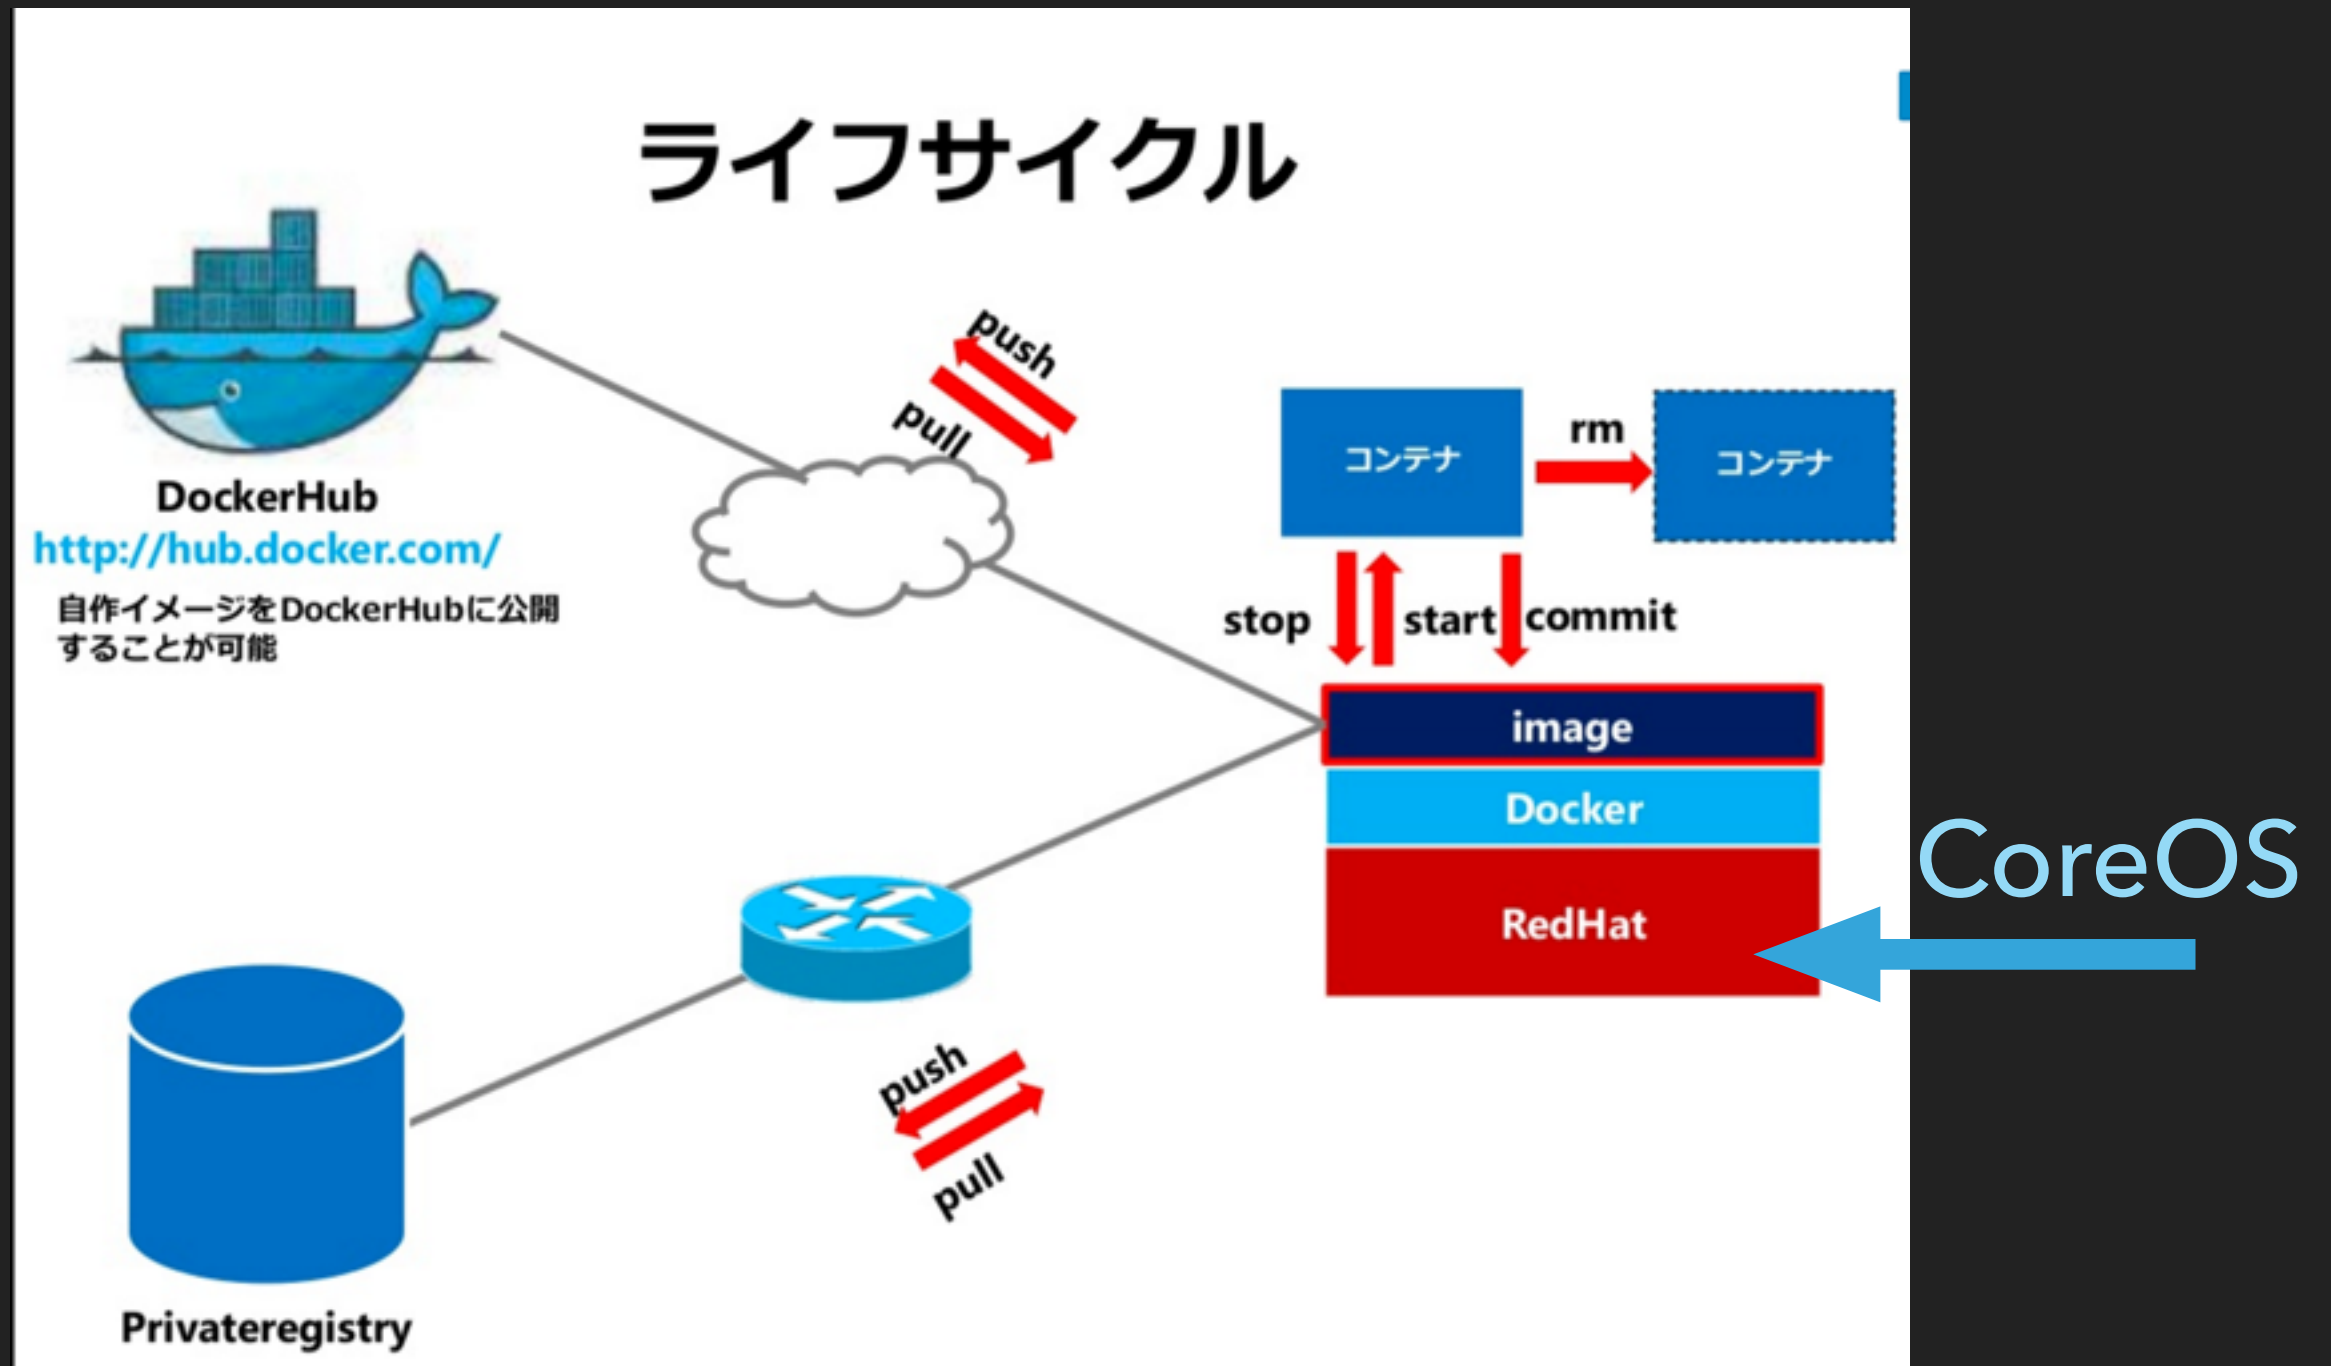 ライフサイクル
push
pull
DockerHub
http://hub.docker.com/
自作イメージをDockerHubに公開
することが可能
コンテナ
rm
コンテナ
stop
start
commit
image
Docker
RedHat
CoreOS
push
pull
Privateregistry